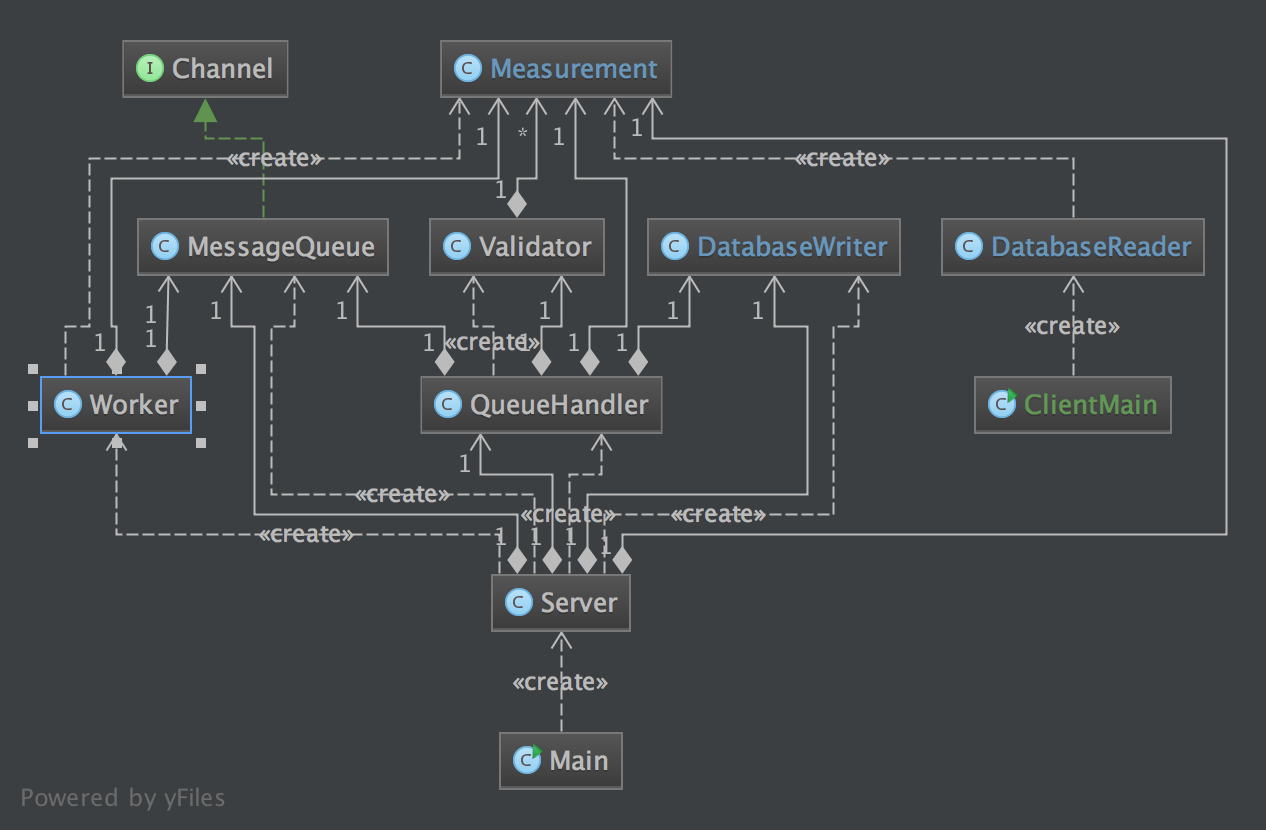 I Channel
C Measurement
1
*
1
1
«create»
«create»
1
C MessageQueue
C Validator
C DatabaseWriter
C DatabaseReader
1
1
1
1
1
1
«create»
1
1
1
«create»
1
1
1
C Worker
C QueueHandler
C ClientMain
1
«create»
«create»
«create»
«create»
1
1
1
1
C Server
«create»
C Main
Powered by yFiles